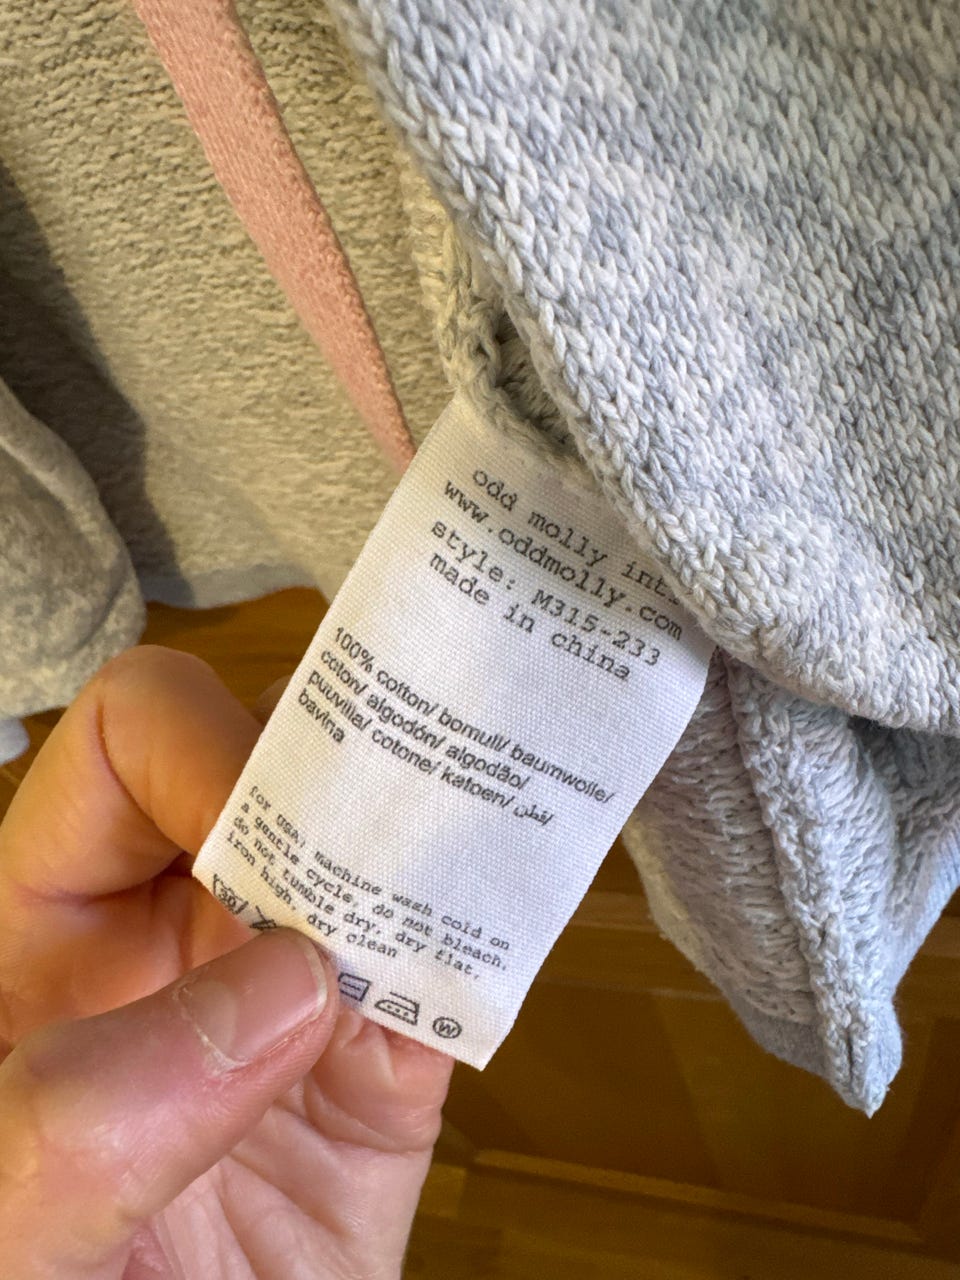 odd molly int.
www.oddmolly.com
style: M315-233
made in china
100% cotton/ bomull/ baumwolle/
coton/ algodón/ algodão/
puuvilla/ cotone/ katoen/ قطن/
bavlna
for USA: machine wash cold on
a gentle cycle, do not bleach,
do not tumble dry, dry flat,
iron high, dry clean
30
W